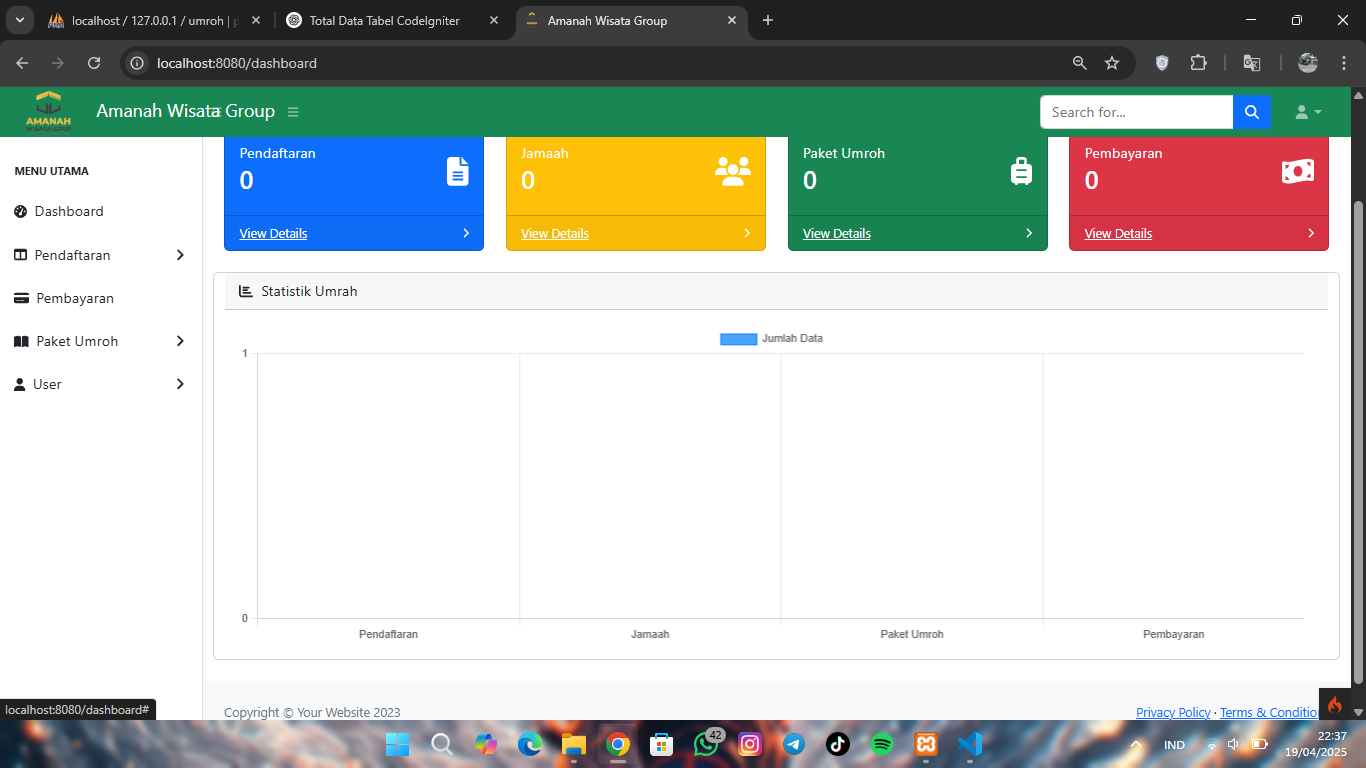 localhost / 127.0.0.1 / umroh | p
Total Data Tabel CodeIgniter
Amanah Wisata Group
localhost:8080/dashboard
AMANAH
WISATA GRUP
Amanah Wisata Group
Search for...
MENU UTAMA
Dashboard
Pendaftaran
Pembayaran
Paket Umroh
User
Pendaftaran
0
View Details
Jamaah
0
View Details
Paket Umroh
0
View Details
Pembayaran
0
View Details
Statistik Umrah
Jumlah Data
1
0
Pendaftaran
Jamaah
Paket Umroh
Pembayaran
Copyright © Your Website 2023
Privacy Policy · Terms & Conditio
localhost:8080/dashboard#
42
IND
22:37
19/04/2025